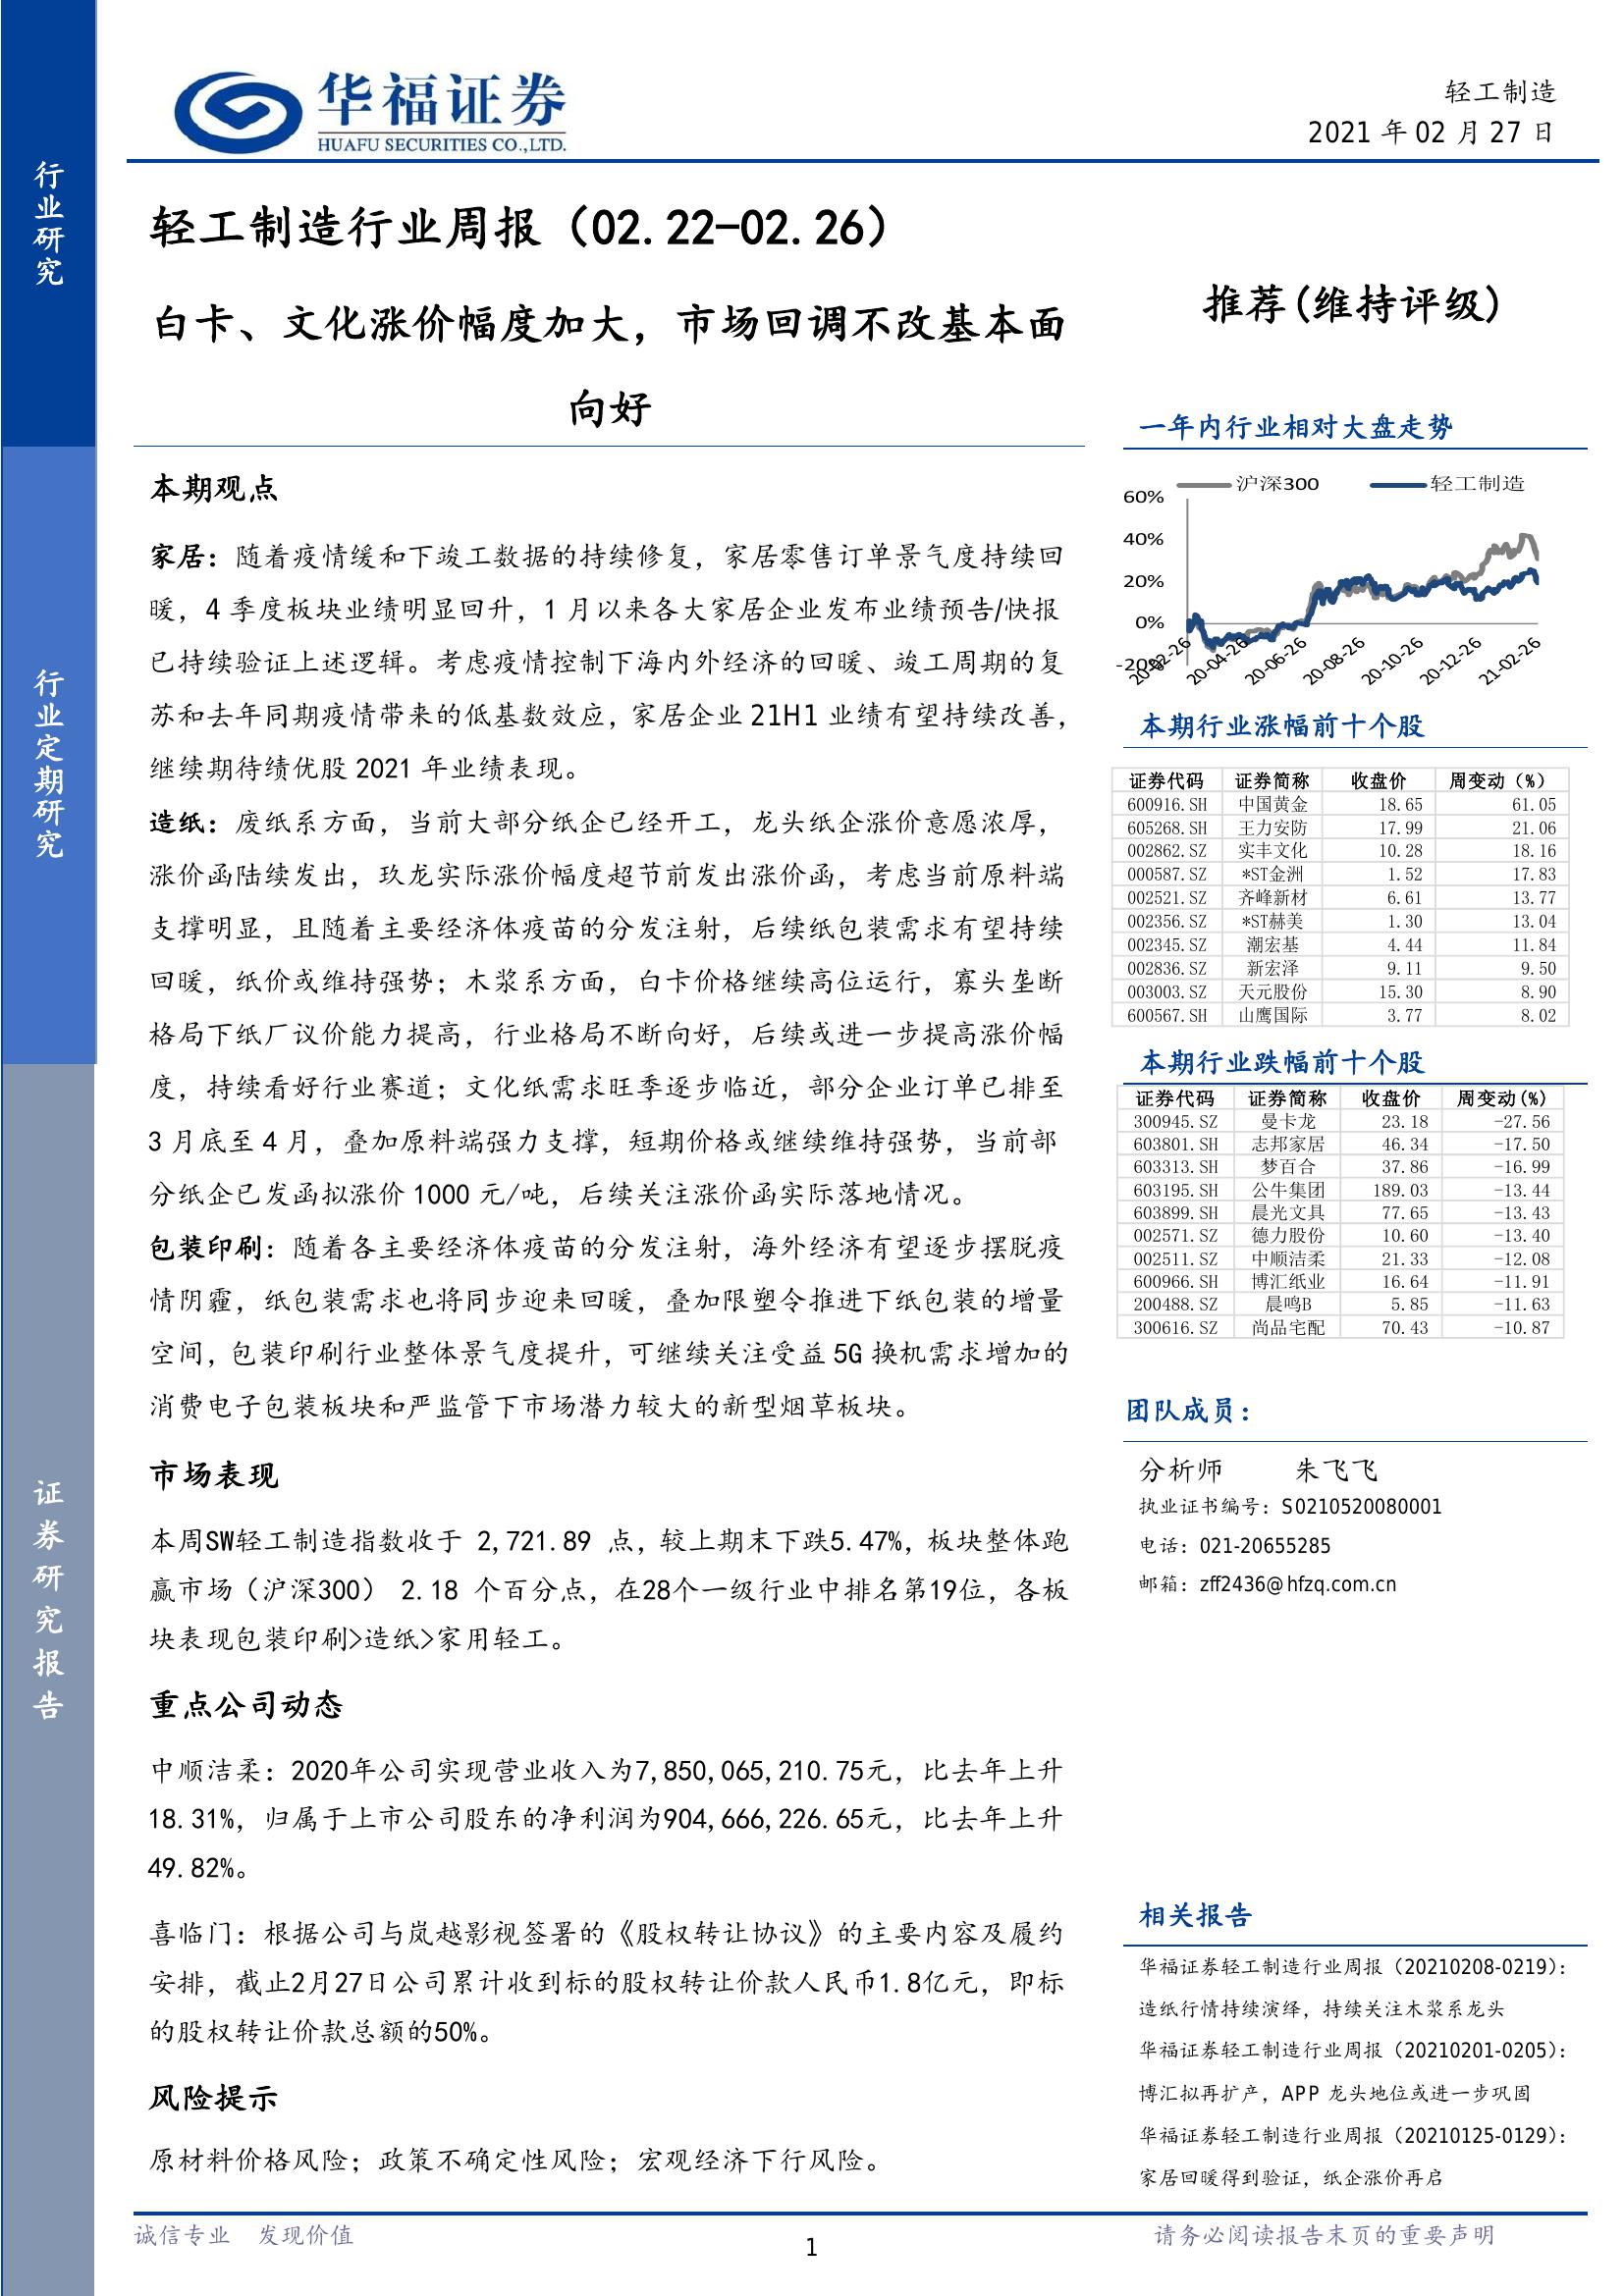 行业研究
行业定期研究
证券研究报告
华福证券
HUAFU SECURITIES CO.,LTD.
轻工制造
2021 年 02 月 27 日
轻工制造行业周报（02.22-02.26）
白卡、文化涨价幅度加大，市场回调不改基本面
向好
推荐(维持评级)
本期观点
家居：随着疫情缓和下竣工数据的持续修复，家居零售订单景气度持续回
暖，4 季度板块业绩明显回升，1 月以来各大家居企业发布业绩预告/快报
已持续验证上述逻辑。考虑疫情控制下海内外经济的回暖、竣工周期的复
苏和去年同期疫情带来的低基数效应，家居企业 21H1 业绩有望持续改善，
继续期待绩优股 2021 年业绩表现。
造纸：废纸系方面，当前大部分纸企已经开工，龙头纸企涨价意愿浓厚，
涨价函陆续发出，玖龙实际涨价幅度超节前发出涨价函，考虑当前原料端
支撑明显，且随着主要经济体疫苗的分发注射，后续纸包装需求有望持续
回暖，纸价或维持强势；木浆系方面，白卡价格继续高位运行，寡头垄断
格局下纸厂议价能力提高，行业格局不断向好，后续或进一步提高涨价幅
度，持续看好行业赛道；文化纸需求旺季逐步临近，部分企业订单已排至
3 月底至 4 月，叠加原料端强力支撑，短期价格或继续维持强势，当前部
分纸企已发函拟涨价 1000 元/吨，后续关注涨价函实际落地情况。
包装印刷：随着各主要经济体疫苗的分发注射，海外经济有望逐步摆脱疫
情阴霾，纸包装需求也将同步迎来回暖，叠加限塑令推进下纸包装的增量
空间，包装印刷行业整体景气度提升，可继续关注受益 5G 换机需求增加的
消费电子包装板块和严监管下市场潜力较大的新型烟草板块。
市场表现
本周SW轻工制造指数收于 2,721.89 点，较上期末下跌5.47%，板块整体跑
赢市场（沪深300） 2.18 个百分点，在28个一级行业中排名第19位，各板
块表现包装印刷>造纸>家用轻工。
重点公司动态
中顺洁柔：2020年公司实现营业收入为7,850,065,210.75元，比去年上升
18.31%，归属于上市公司股东的净利润为904,666,226.65元，比去年上升
49.82%。
喜临门：根据公司与岚越影视签署的《股权转让协议》的主要内容及履约
安排，截止2月27日公司累计收到标的股权转让价款人民币1.8亿元，即标
的股权转让价款总额的50%。
风险提示
原材料价格风险；政策不确定性风险；宏观经济下行风险。
一年内行业相对大盘走势
沪深300 轻工制造
60%
40%
20%
0%
-20%
20-02-26 20-04-26 20-06-26 20-08-26 20-10-26 20-12-26 21-02-26
本期行业涨幅前十个股
证券代码 证券简称 收盘价 周变动（%）
600916.SH 中国黄金 18.65 61.05
605268.SH 王力安防 17.99 21.06
002862.SZ 实丰文化 10.28 18.16
000587.SZ *ST金洲 1.52 17.83
002521.SZ 齐峰新材 6.61 13.77
002356.SZ *ST赫美 1.30 13.04
002345.SZ 潮宏基 4.44 11.84
002836.SZ 新宏泽 9.11 9.50
003003.SZ 天元股份 15.30 8.90
600567.SH 山鹰国际 3.77 8.02
本期行业跌幅前十个股
证券代码 证券简称 收盘价 周变动(%)
300945.SZ 曼卡龙 23.18 -27.56
603801.SH 志邦家居 46.34 -17.50
603313.SH 梦百合 37.86 -16.99
603195.SH 公牛集团 189.03 -13.44
603899.SH 晨光文具 77.65 -13.43
002571.SZ 德力股份 10.60 -13.40
002511.SZ 中顺洁柔 21.33 -12.08
600966.SH 博汇纸业 16.64 -11.91
200488.SZ 晨鸣B 5.85 -11.63
300616.SZ 尚品宅配 70.43 -10.87
团队成员：
分析师 朱飞飞
执业证书编号：S0210520080001
电话：021-20655285
邮箱：zff2436@hfzq.com.cn
相关报告
华福证券轻工制造行业周报（20210208-0219）：
造纸行情持续演绎，持续关注木浆系龙头
华福证券轻工制造行业周报（20210201-0205）：
博汇拟再扩产，APP 龙头地位或进一步巩固
华福证券轻工制造行业周报（20210125-0129）：
家居回暖得到验证，纸企涨价再启
诚信专业 发现价值
1
请务必阅读报告末页的重要声明